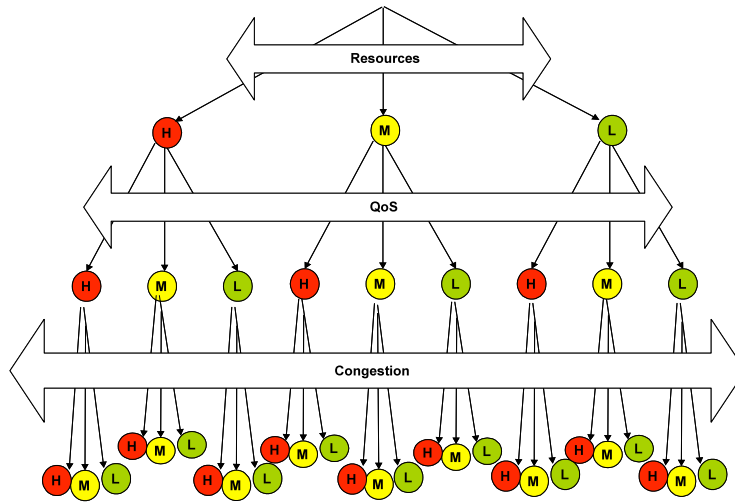 Resources
H M L
QoS
H M L H M L H M L
Congestion
H M L H M L H M L H M L
H M L H M L H M L H M L H M L